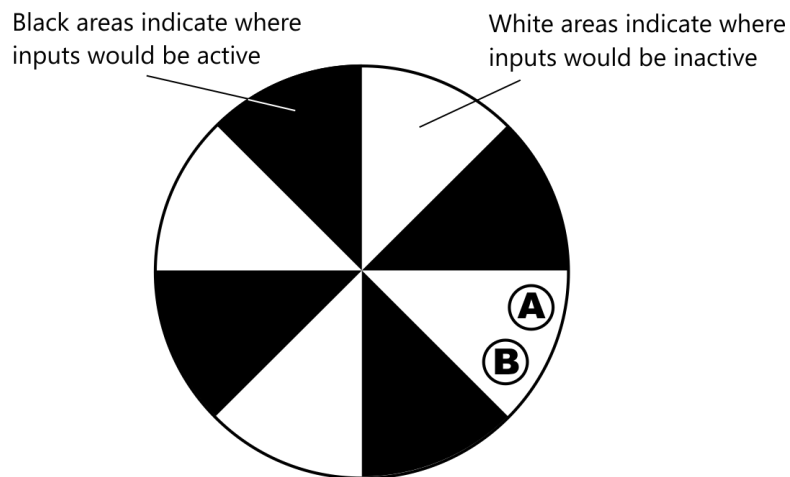 Black areas indicate where
inputs would be active
White areas indicate where
inputs would be inactive
A
B